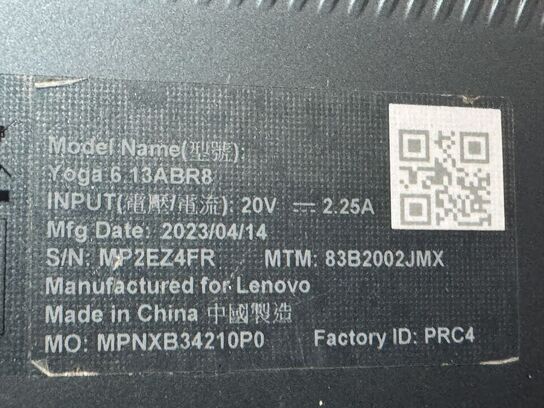 Model Name(型號):
Yoga 6 13ABR8
INPUT(電壓/電流): 20V ⎓ 2.25A
Mfg Date: 2023/04/14
S/N: MP2EZ4FR MTM: 83B2002JMX
Manufactured for Lenovo
Made in China 中國製造
MO: MPNXB34210P0 Factory ID: PRC4